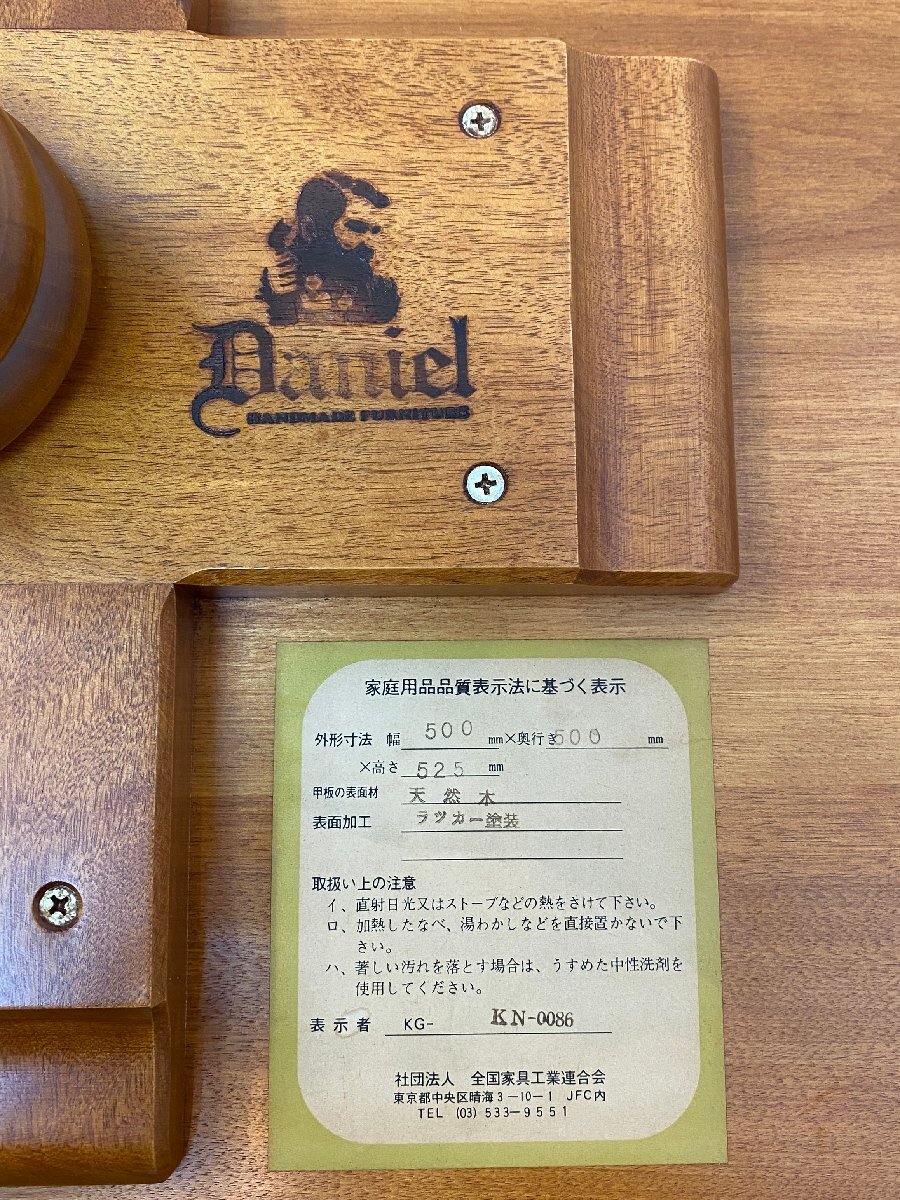 Daniel
HANDMADE FURNITURE
家庭用品品質表示法に基づく表示
外形寸法 幅 500 mm×奥行き 500 mm
×高さ 525 mm
甲板の表面材 天然木
表面加工 ラツカー塗装
取扱い上の注意
イ、直射日光又はストーブなどの熱をさけて下さい。
ロ、加熱したなべ、湯わかしなどを直接置かないで下
さい。
ハ、著しい汚れを落とす場合は、うすめた中性洗剤を
使用してください。
表示者 KG- KN-0086
社団法人 全国家具工業連合会
東京都中央区晴海3-10-1 JFC内
TEL (03) 533-9551